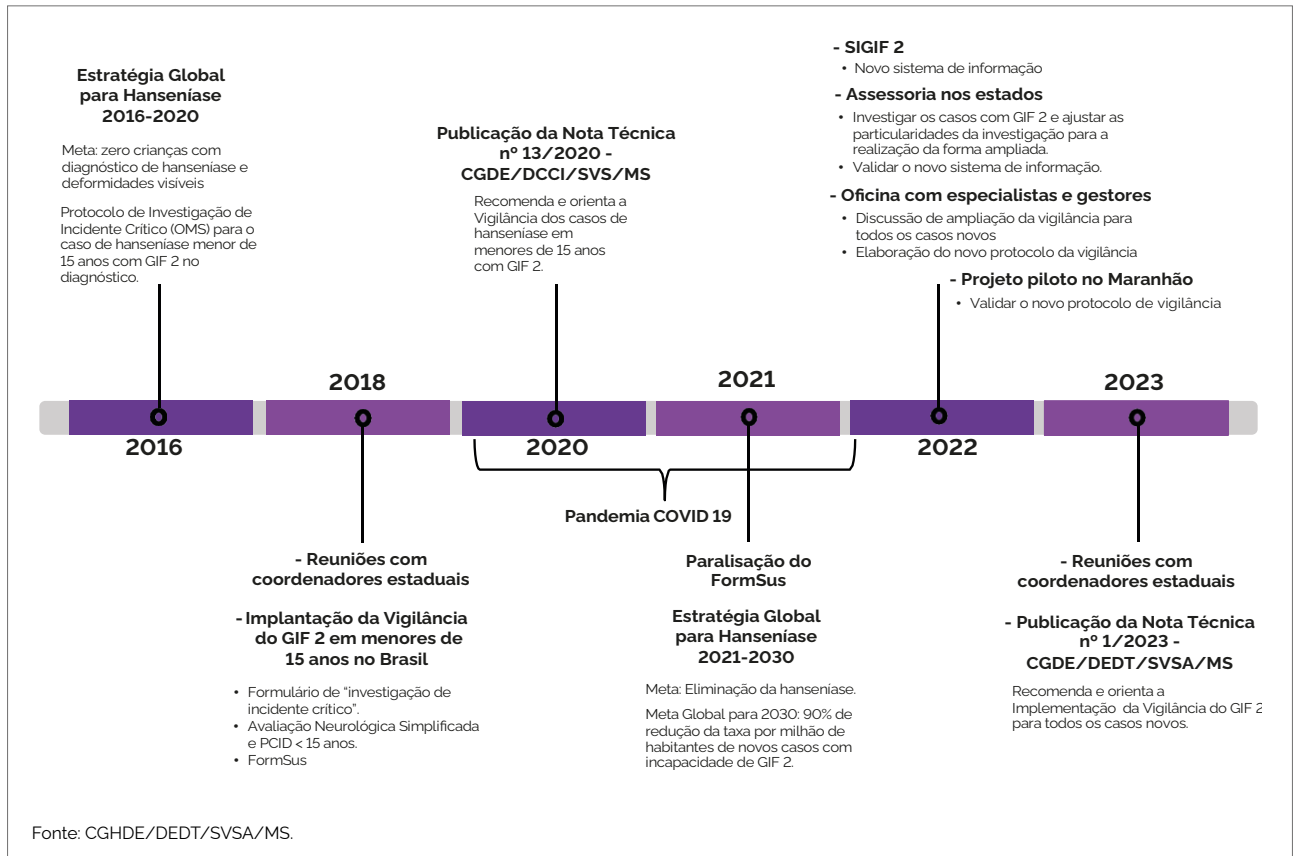 Estratégia Global
para Hanseníase
2016-2020
Meta: zero crianças com
diagnóstico de hanseníase e
deformidades visíveis
Protocolo de Investigação de
Incidente Crítico (OMS) para o
caso de hanseníase menor de
15 anos com GIF 2 no
diagnóstico.
2016
2018
- Reuniões com
coordenadores estaduais
- Implantação da Vigilância
do GIF 2 em menores de
15 anos no Brasil
• Formulário de “investigação de
incidente crítico”.
• Avaliação Neurológica Simplificada
e PCID < 15 anos.
• FormSus
Publicação da Nota Técnica
nº 13/2020 -
CGDE/DCCI/SVS/MS
Recomenda e orienta a
Vigilância dos casos de
hanseníase em
menores de 15 anos
com GIF 2.
2020
Pandemia COVID 19
2021
Paralisação do
FormSus
Estratégia Global
para Hanseníase
2021-2030
Meta: Eliminação da hanseníase.
Meta Global para 2030: 90% de
redução da taxa por milhão de
habitantes de novos casos com
incapacidade de GIF 2.
- SIGIF 2
• Novo sistema de informação
- Assessoria nos estados
• Investigar os casos com GIF 2 e ajustar as
particularidades da investigação para a
realização da forma ampliada.
• Validar o novo sistema de informação.
- Oficina com especialistas e gestores
• Discussão de ampliação da vigilância para
todos os casos novos
• Elaboração do novo protocolo da vigilância
- Projeto piloto no Maranhão
• Validar o novo protocolo de vigilância
2022
2023
- Reuniões com
coordenadores estaduais
- Publicação da Nota Técnica
nº 1/2023 -
CGDE/DEDT/SVSA/MS
Recomenda e orienta a
Implementação da Vigilância do GIF 2
para todos os casos novos.
Fonte: CGHDE/DEDT/SVSA/MS.